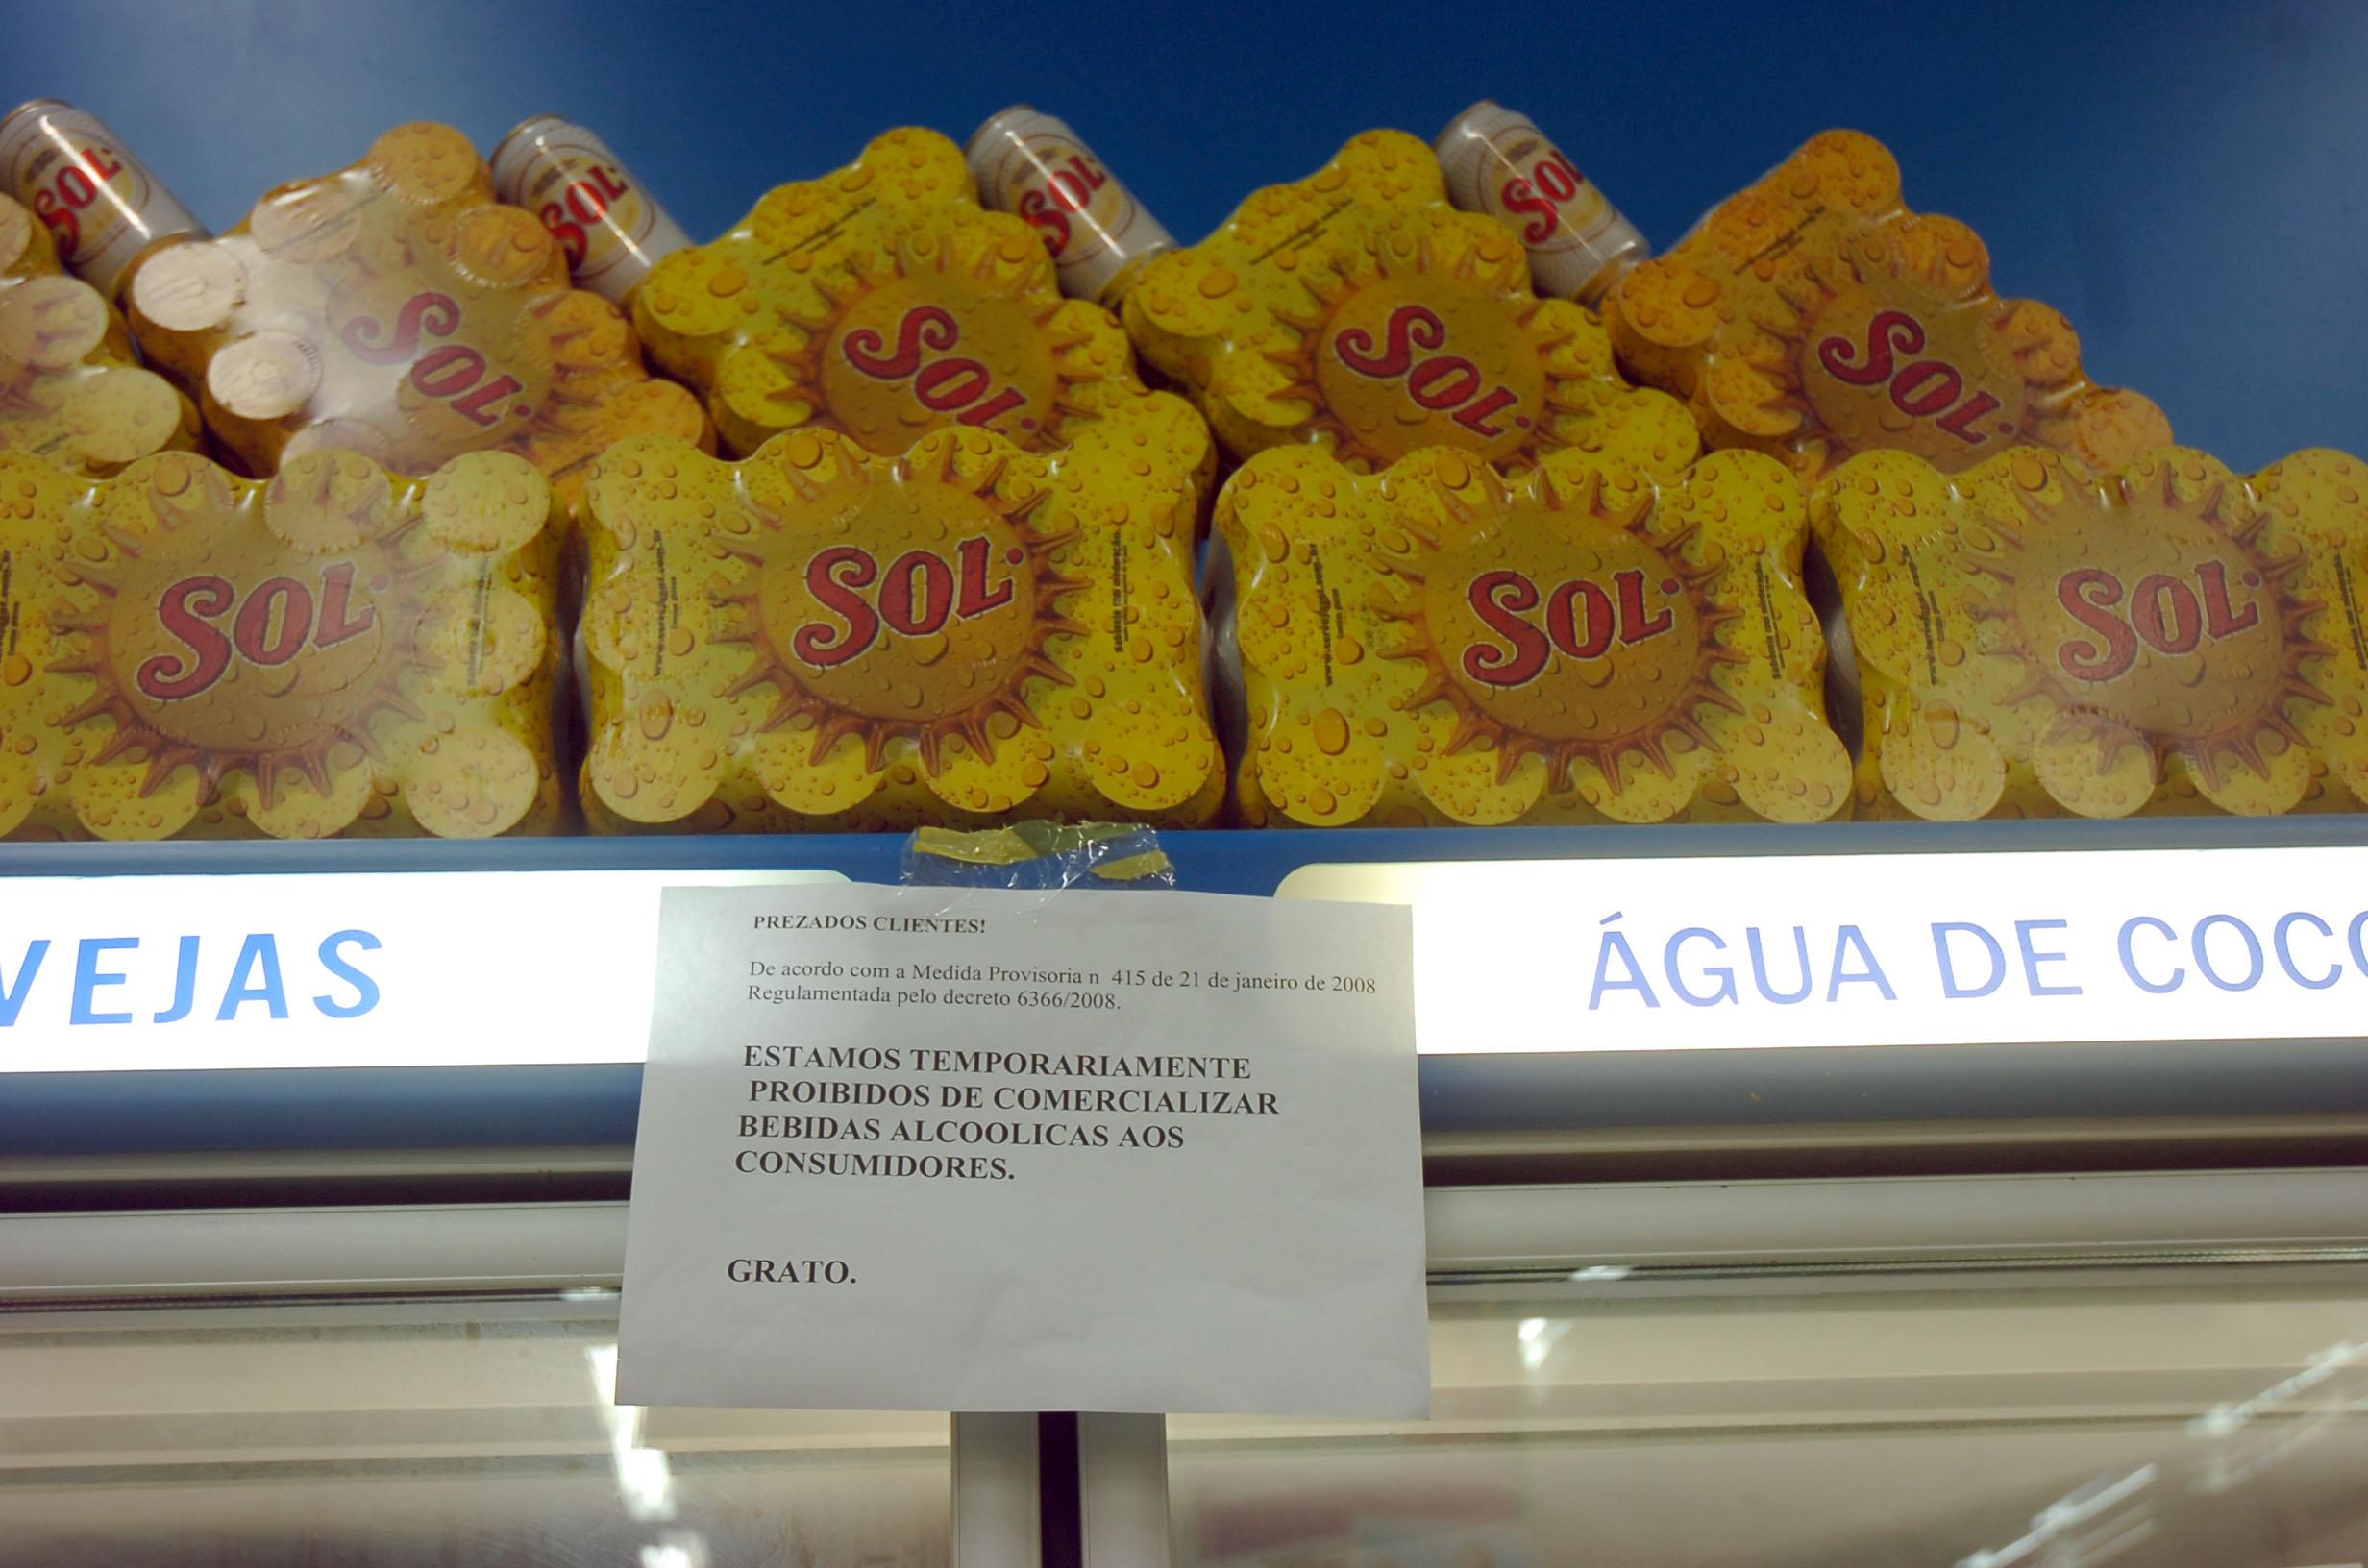 SOL
SOL
SOL
SOL
SOL
SOL
SOL
SOL
SOL
SOL
SOL
SOL
VEJAS
ÁGUA DE COCO
PREZADOS CLIENTES!
De acordo com a Medida Provisoria n 415 de 21 de janeiro de 2008
Regulamentada pelo decreto 6366/2008.
ESTAMOS TEMPORARIAMENTE
PROIBIDOS DE COMERCIALIZAR
BEBIDAS ALCOOLICAS AOS
CONSUMIDORES.
GRATO.